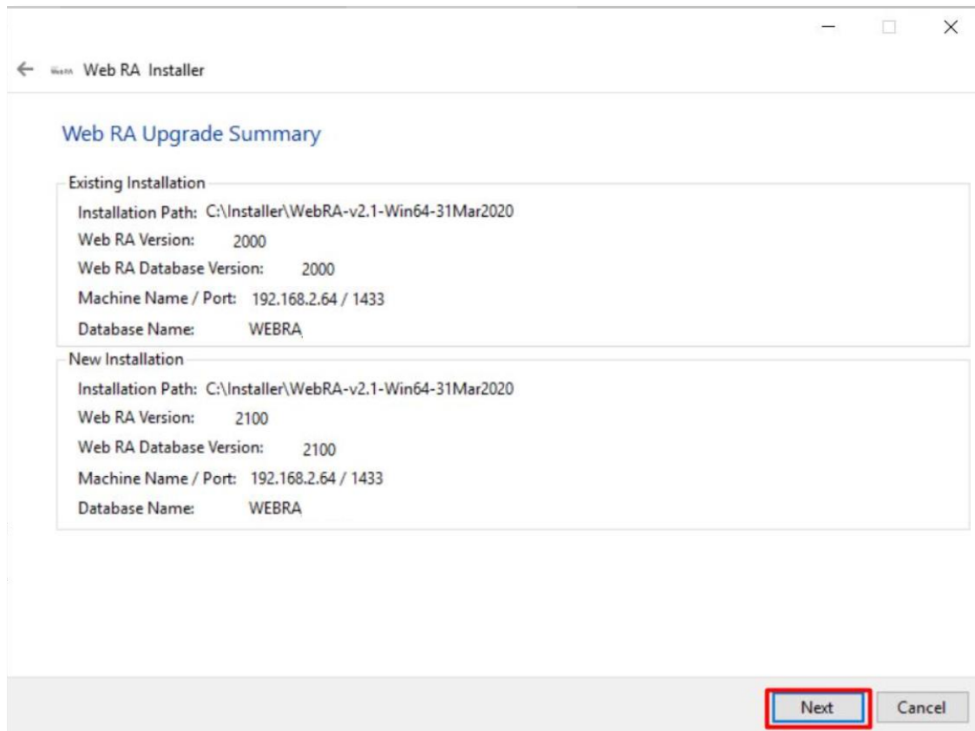 Web RA Installer
Web RA Upgrade Summary
Existing Installation
Installation Path: C:\Installer\WebRA-v2.1-Win64-31Mar2020
Web RA Version: 2000
Web RA Database Version: 2000
Machine Name / Port: 192.168.2.64 / 1433
Database Name: WEBRA
New Installation
Installation Path: C:\Installer\WebRA-v2.1-Win64-31Mar2020
Web RA Version: 2100
Web RA Database Version: 2100
Machine Name / Port: 192.168.2.64 / 1433
Database Name: WEBRA
Next Cancel